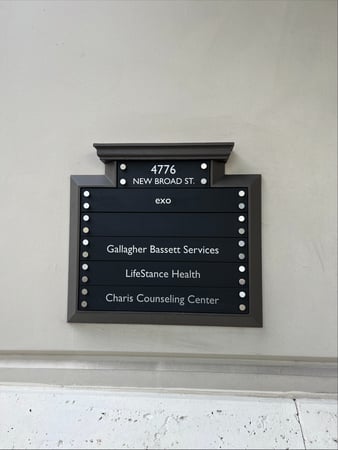 4776
NEW BROAD ST.
exo
Gallagher Bassett Services
LifeStance Health
Charis Counseling Center